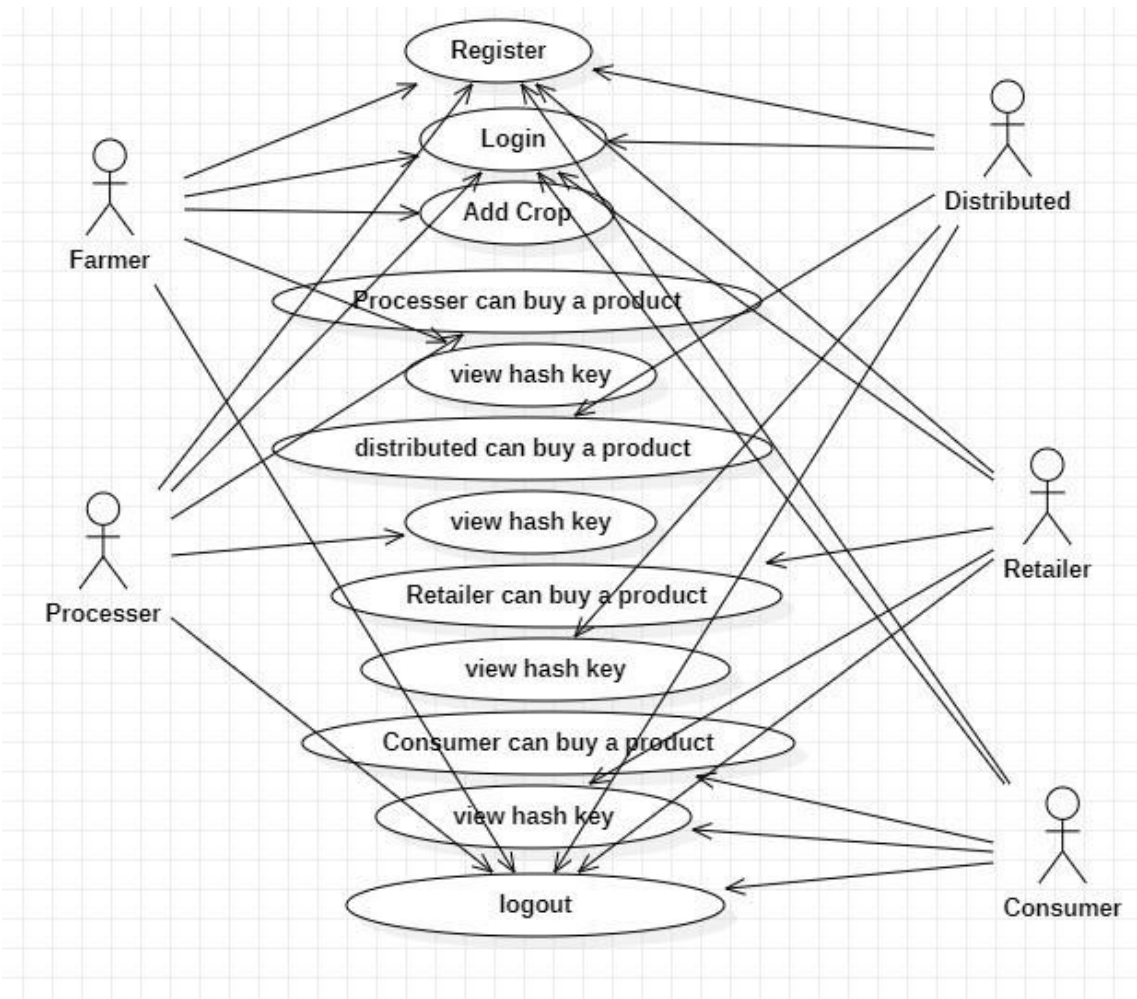 Register
Login
Distributed
Add Crop
Farmer
Processer can buy a product
view hash key
distributed can buy a product
view hash key
Retailer
Retailer can buy a product
Processer
view hash key
Consumer can buy a product
view hash key
logout
Consumer